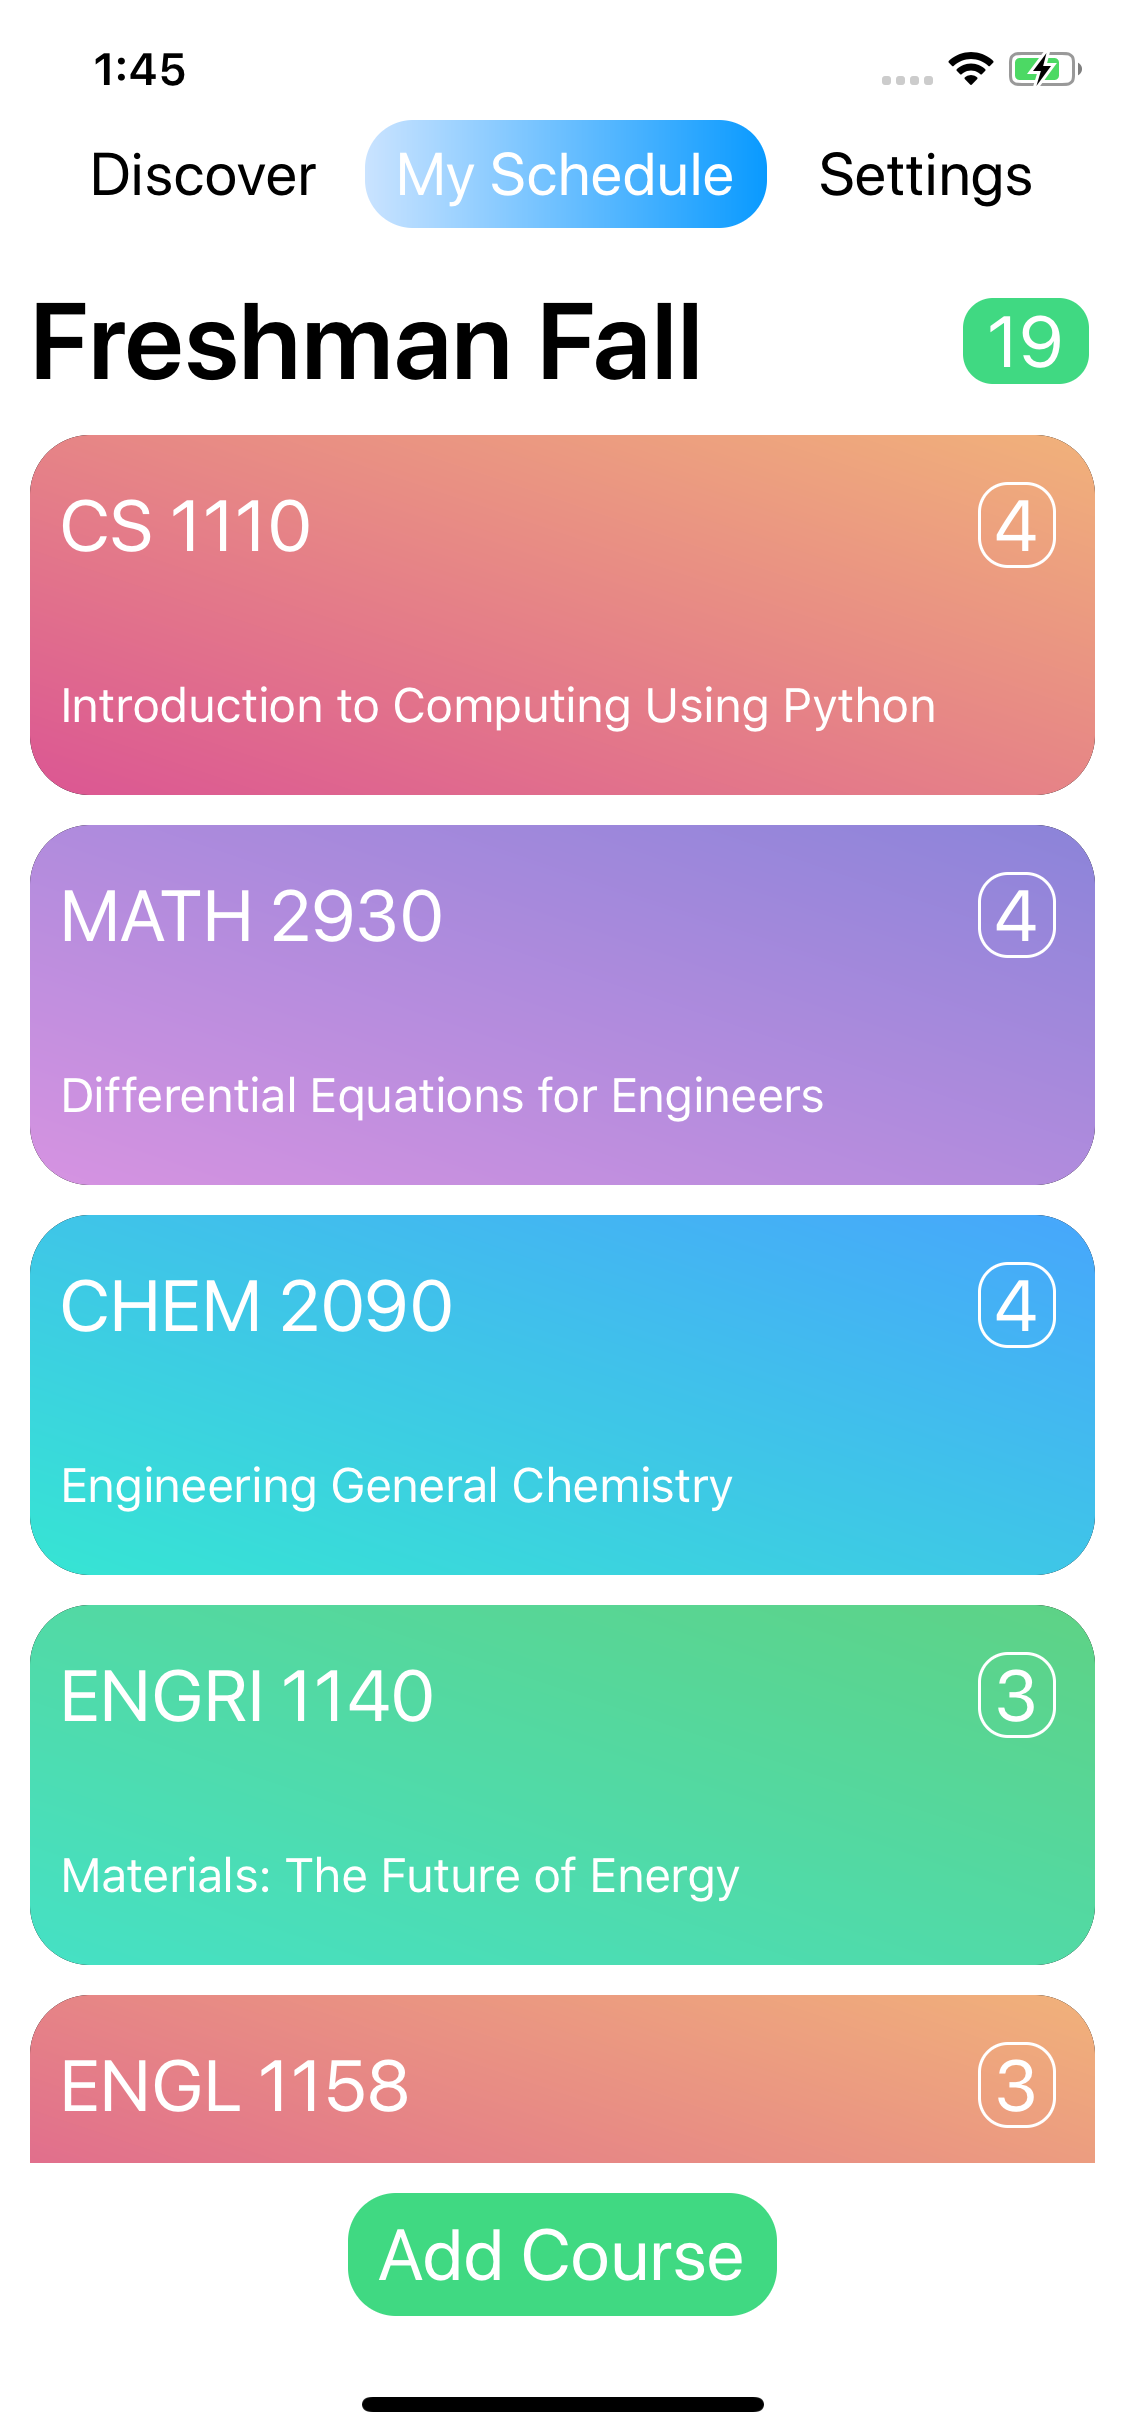 1:45
Discover My Schedule Settings
Freshman Fall 19
CS 1110 4
Introduction to Computing Using Python
MATH 2930 4
Differential Equations for Engineers
CHEM 2090 4
Engineering General Chemistry
ENGRI 1140 3
Materials: The Future of Energy
ENGL 1158 3
Add Course